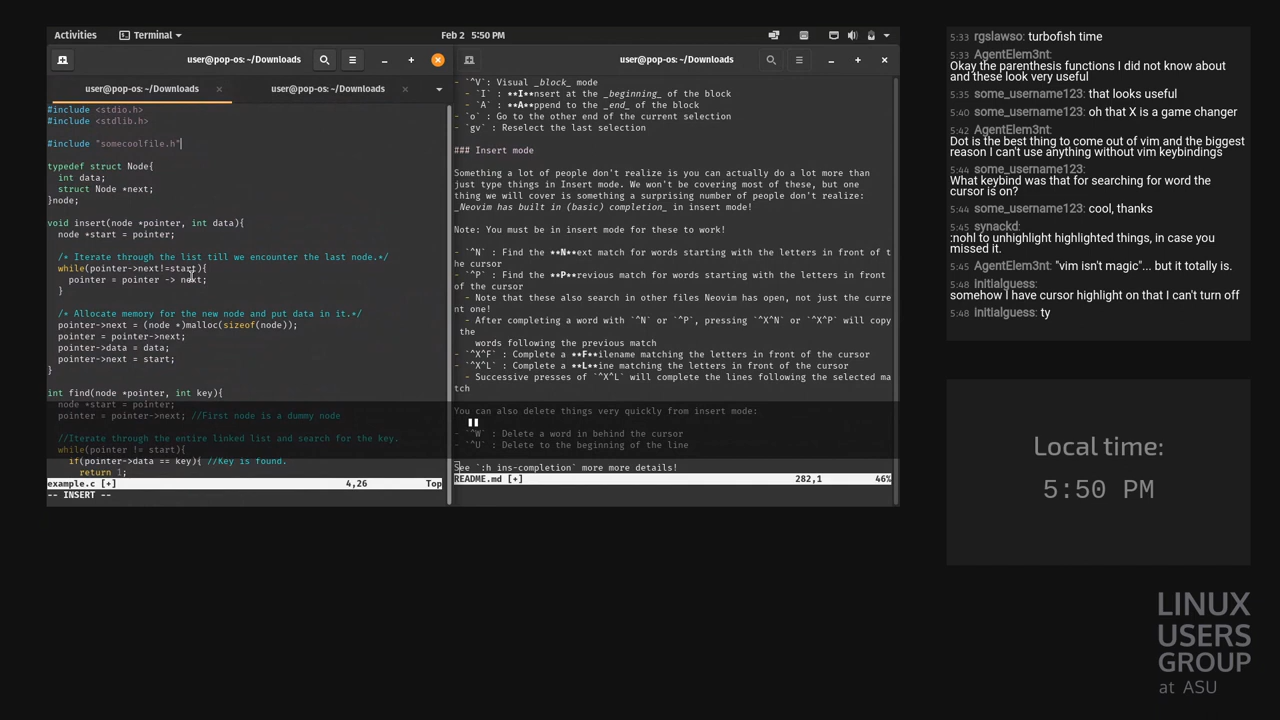 Activities
Terminal
Feb 2 5:50 PM
user@pop-os: ~/Downloads
user@pop-os: ~/Downloads
user@pop-os: ~/Downloads
#include <stdio.h>
#include <stdlib.h>
#include "somecoolfile.h"
typedef struct Node{
int data;
struct Node *next;
}node;
void insert(node *pointer, int data){
node *start = pointer;
/* Iterate through the list till we encounter the last node.*/
while(pointer->next!=start){
pointer = pointer -> next;
}
/* Allocate memory for the new node and put data in it.*/
pointer->next = (node *)malloc(sizeof(node));
pointer = pointer->next;
pointer->data = data;
pointer->next = start;
}
int find(node *pointer, int key){
node *start = pointer;
pointer = pointer->next; //First node is a dummy node
//Iterate through the entire linked list and search for the key.
while(pointer != start){
if(pointer->data == key){ //Key is found.
return 1;
example.c [+] 4,26 Top
-- INSERT --
user@pop-os: ~/Downloads
- `^V`: Visual _block_ mode
- `I` : **I**nsert at the _beginning_ of the block
- `A` : **A**ppend to the _end_ of the block
- `o` : Go to the other end of the current selection
- `gv` : Reselect the last selection
### Insert mode
Something a lot of people don't realize is you can actually do a lot more than
just type things in Insert mode. We won't be covering most of these, but one
thing we will cover is something a surprising number of people don't realize:
_Neovim has built in (basic) completion_ in insert mode!
Note: You must be in insert mode for these to work!
- `^N` : Find the **N**ext match for words starting with the letters in front of t
he cursor
- `^P` : Find the **P**revious match for words starting with the letters in front
of the cursor
- Note that these also search in other files Neovim has open, not just the curre
nt one!
- After completing a word with `^N` or `^P`, pressing `^X^N` or `^X^P` will copy
the
words following the previous match
- `^X^F` : Complete a **F**ilename matching the letters in front of the cursor
- `^X^L` : Complete a **L**ine matching the letters in front of the cursor
- Successive presses of `^X^L` will complete the lines following the selected ma
tch
You can also delete things very quickly from insert mode:
- `^W` : Delete a word in behind the cursor
- `^U` : Delete to the beginning of the line
See `:h ins-completion` more more details!
README.md [+] 282,1 46%
5:33 rgslawso: turbofish time
5:33 AgentElem3nt:
Okay the parenthesis functions I did not know about
and these look very useful
5:35 some_username123: that looks useful
5:40 some_username123: oh that X is a game changer
5:42 AgentElem3nt:
Dot is the best thing to come out of vim and the biggest
reason I can't use anything without vim keybindings
5:44 some_username123:
What keybind was that for searching for word the
cursor is on?
5:44 some_username123: cool, thanks
5:45 synackd:
:nohl to unhighlight highlighted things, in case you
missed it.
5:45 AgentElem3nt: "vim isn't magic"... but it totally is.
5:48 Initialguess:
somehow I have cursor highlight on that I can't turn off
5:48 Initialguess: ty
Local time:
5:50 PM
LINUX
USERS
GROUP
at ASU